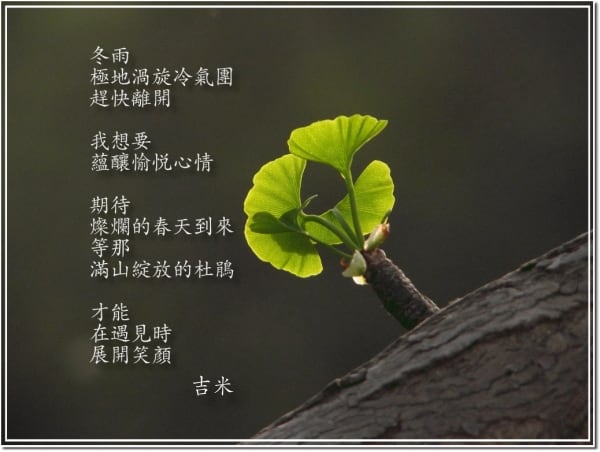 冬雨
極地渦旋冷氣團
趕快離開
我想要
蘊釀愉悅心情
期待
燦爛的春天到來
等那
滿山綻放的杜鵑
才能
在遇見時
展開笑顏
吉米